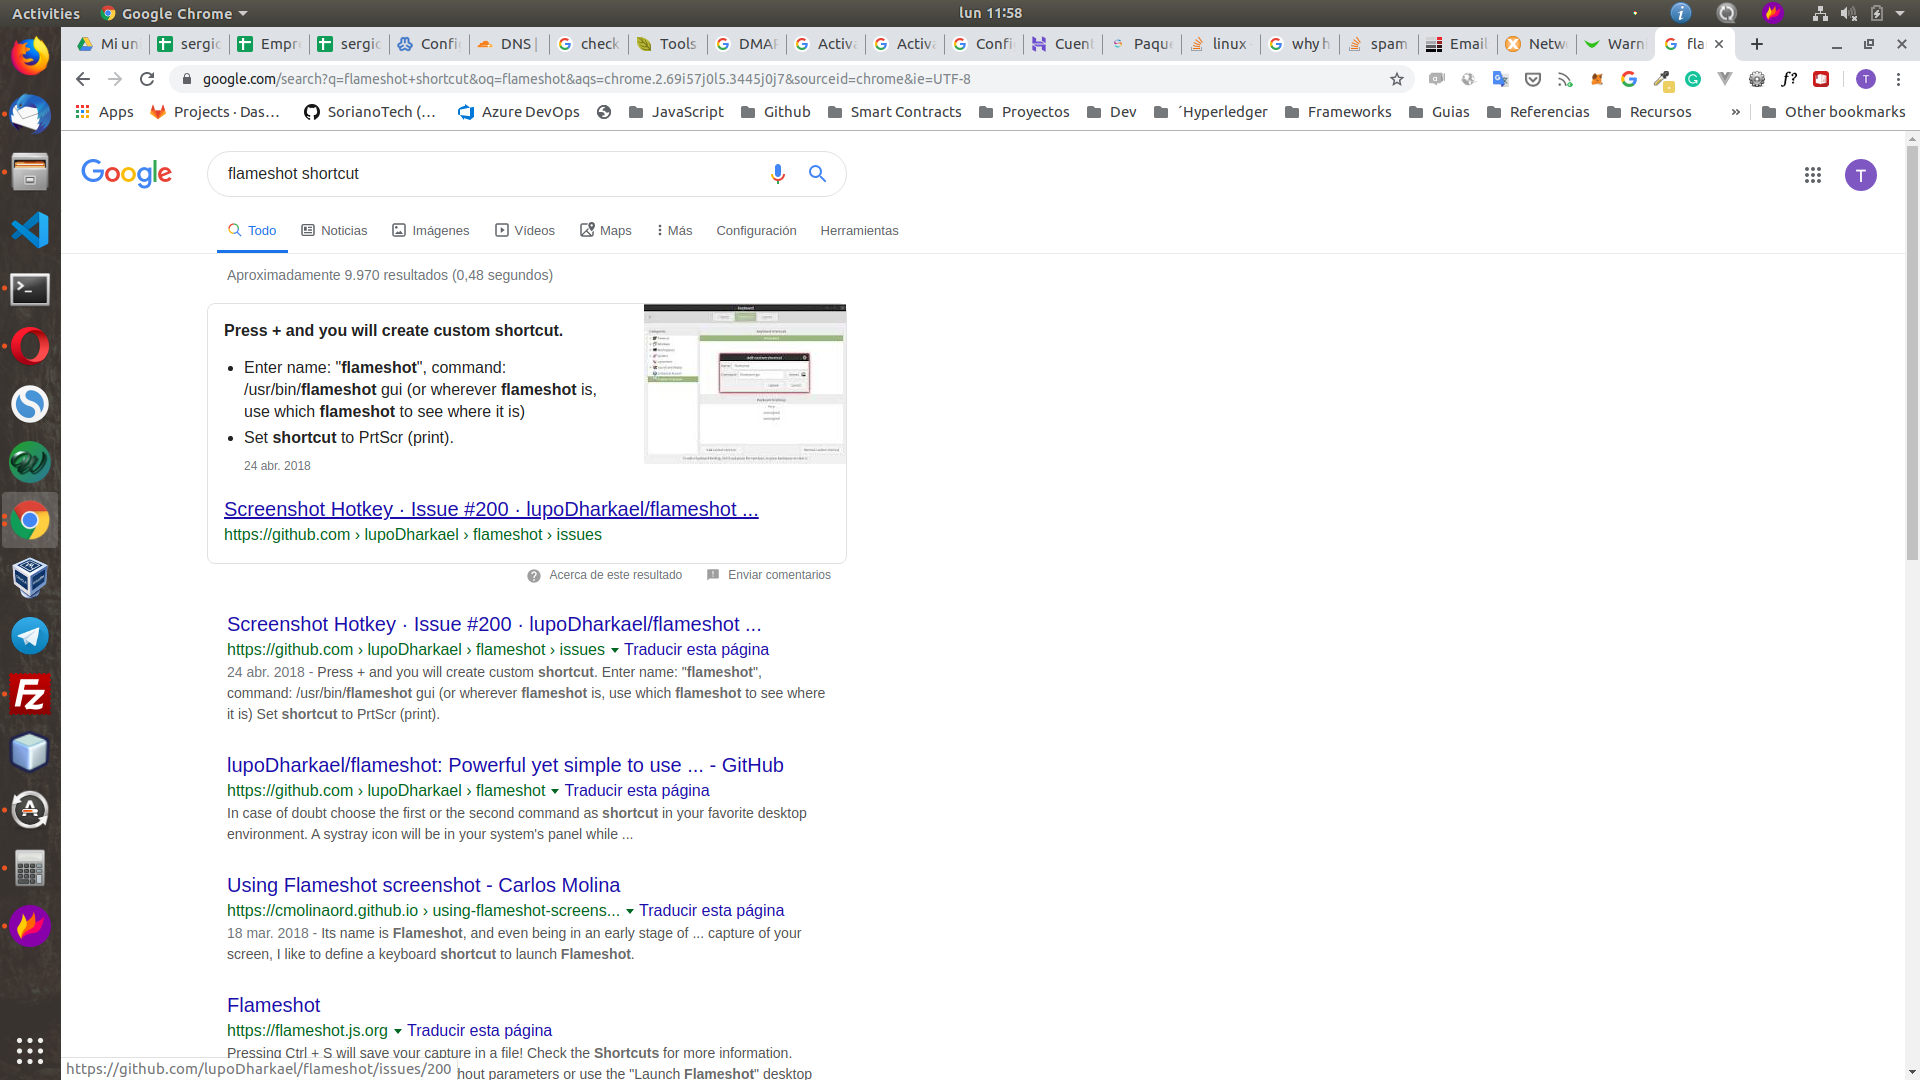 Activities Google Chrome lun 11:58
Mi un sergio Empr sergio Config DNS | check Tools DMAR Activa Activa Confi Cuent Paque linux why h spam Email Netw Warni fla
google.com/search?q=flameshot+shortcut&oq=flameshot&aqs=chrome.2.69i57j0l5.3445j0j7&sourceid=chrome&ie=UTF-8
Apps Projects · Das... SorianoTech (... Azure DevOps JavaScript Github Smart Contracts Proyectos Dev ´Hyperledger Frameworks Guias Referencias Recursos » Other bookmarks
Google flameshot shortcut T
Todo Noticias Imágenes Vídeos Maps Más Configuración Herramientas
Aproximadamente 9.970 resultados (0,48 segundos)
Press + and you will create custom shortcut.
Enter name: "flameshot", command:
/usr/bin/flameshot gui (or wherever flameshot is,
use which flameshot to see where it is)
Set shortcut to PrtScr (print).
24 abr. 2018
Screenshot Hotkey · Issue #200 · lupoDharkael/flameshot ...
https://github.com › lupoDharkael › flameshot › issues
Acerca de este resultado Enviar comentarios
Screenshot Hotkey · Issue #200 · lupoDharkael/flameshot ...
https://github.com › lupoDharkael › flameshot › issues Traducir esta página
24 abr. 2018 - Press + and you will create custom shortcut. Enter name: "flameshot",
command: /usr/bin/flameshot gui (or wherever flameshot is, use which flameshot to see where
it is) Set shortcut to PrtScr (print).
lupoDharkael/flameshot: Powerful yet simple to use ... - GitHub
https://github.com › lupoDharkael › flameshot Traducir esta página
In case of doubt choose the first or the second command as shortcut in your favorite desktop
environment. A systray icon will be in your system's panel while ...
Using Flameshot screenshot - Carlos Molina
https://cmolinaord.github.io › using-flameshot-screens... Traducir esta página
18 mar. 2018 - Its name is Flameshot, and even being in an early stage of ... capture of your
screen, I like to define a keyboard shortcut to launch Flameshot.
Flameshot
https://flameshot.js.org Traducir esta página
Pressing Ctrl + S will save your capture in a file! Check the Shortcuts for more information.
hout parameters or use the "Launch Flameshot" desktop
https://github.com/lupoDharkael/flameshot/issues/200